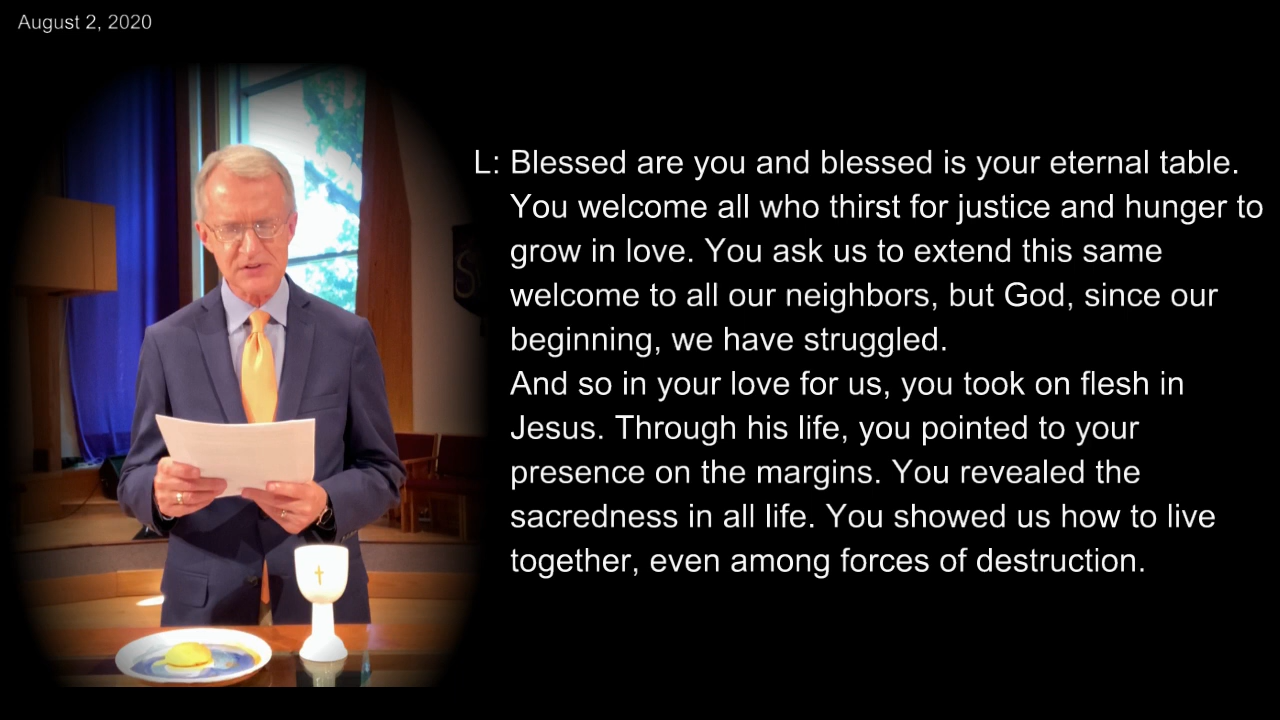 August 2, 2020
L: Blessed are you and blessed is your eternal table.
You welcome all who thirst for justice and hunger to
grow in love. You ask us to extend this same
welcome to all our neighbors, but God, since our
beginning, we have struggled.
And so in your love for us, you took on flesh in
Jesus. Through his life, you pointed to your
presence on the margins. You revealed the
sacredness in all life. You showed us how to live
together, even among forces of destruction.